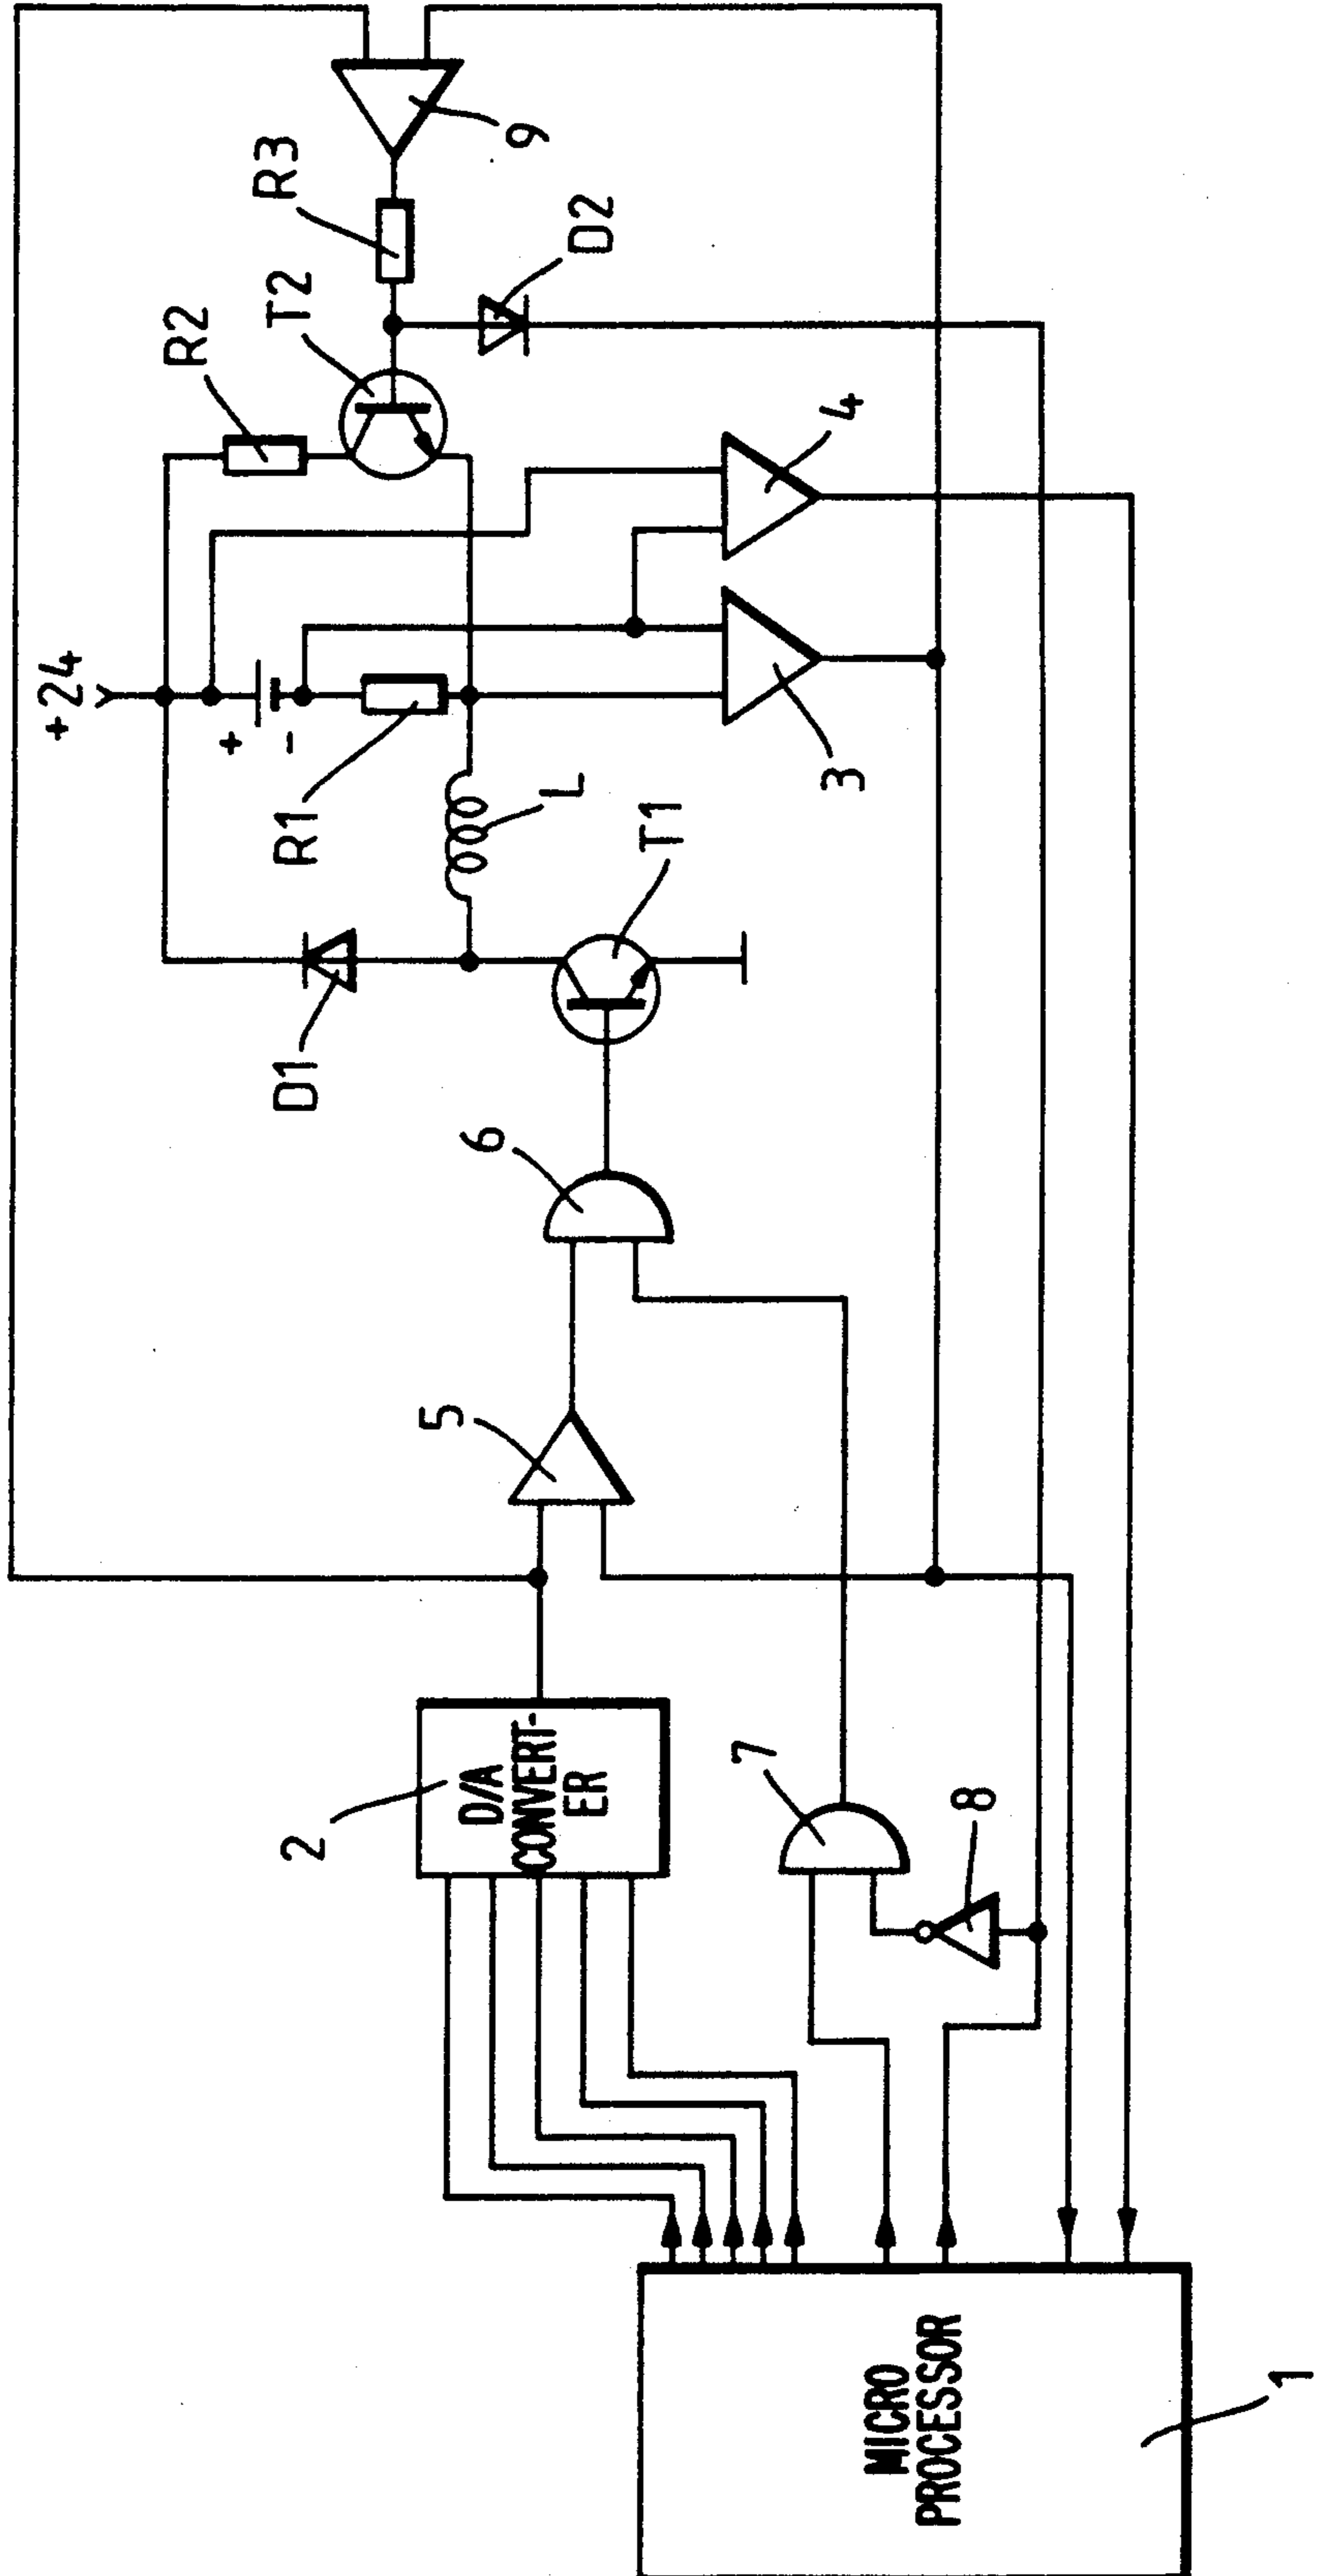 MICRO
PROCESSOR
1
2
D/A
CONVERT-
ER
7
8
5
6
D1
T1
L
R1
+24
+
-
3
4
R2
T2
R3
D2
9